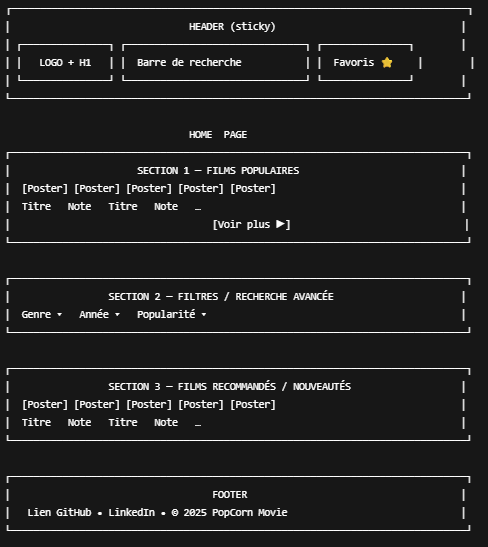 HEADER (sticky)
LOGO + H1 Barre de recherche Favoris ⭐
HOME PAGE
SECTION 1 — FILMS POPULAIRES
[Poster] [Poster] [Poster] [Poster] [Poster]
Titre Note Titre Note …
[Voir plus ▶]
SECTION 2 — FILTRES / RECHERCHE AVANCÉE
Genre ▾ Année ▾ Popularité ▾
SECTION 3 — FILMS RECOMMANDÉS / NOUVEAUTÉS
[Poster] [Poster] [Poster] [Poster] [Poster]
Titre Note Titre Note …
FOOTER
Lien GitHub • LinkedIn • © 2025 PopCorn Movie